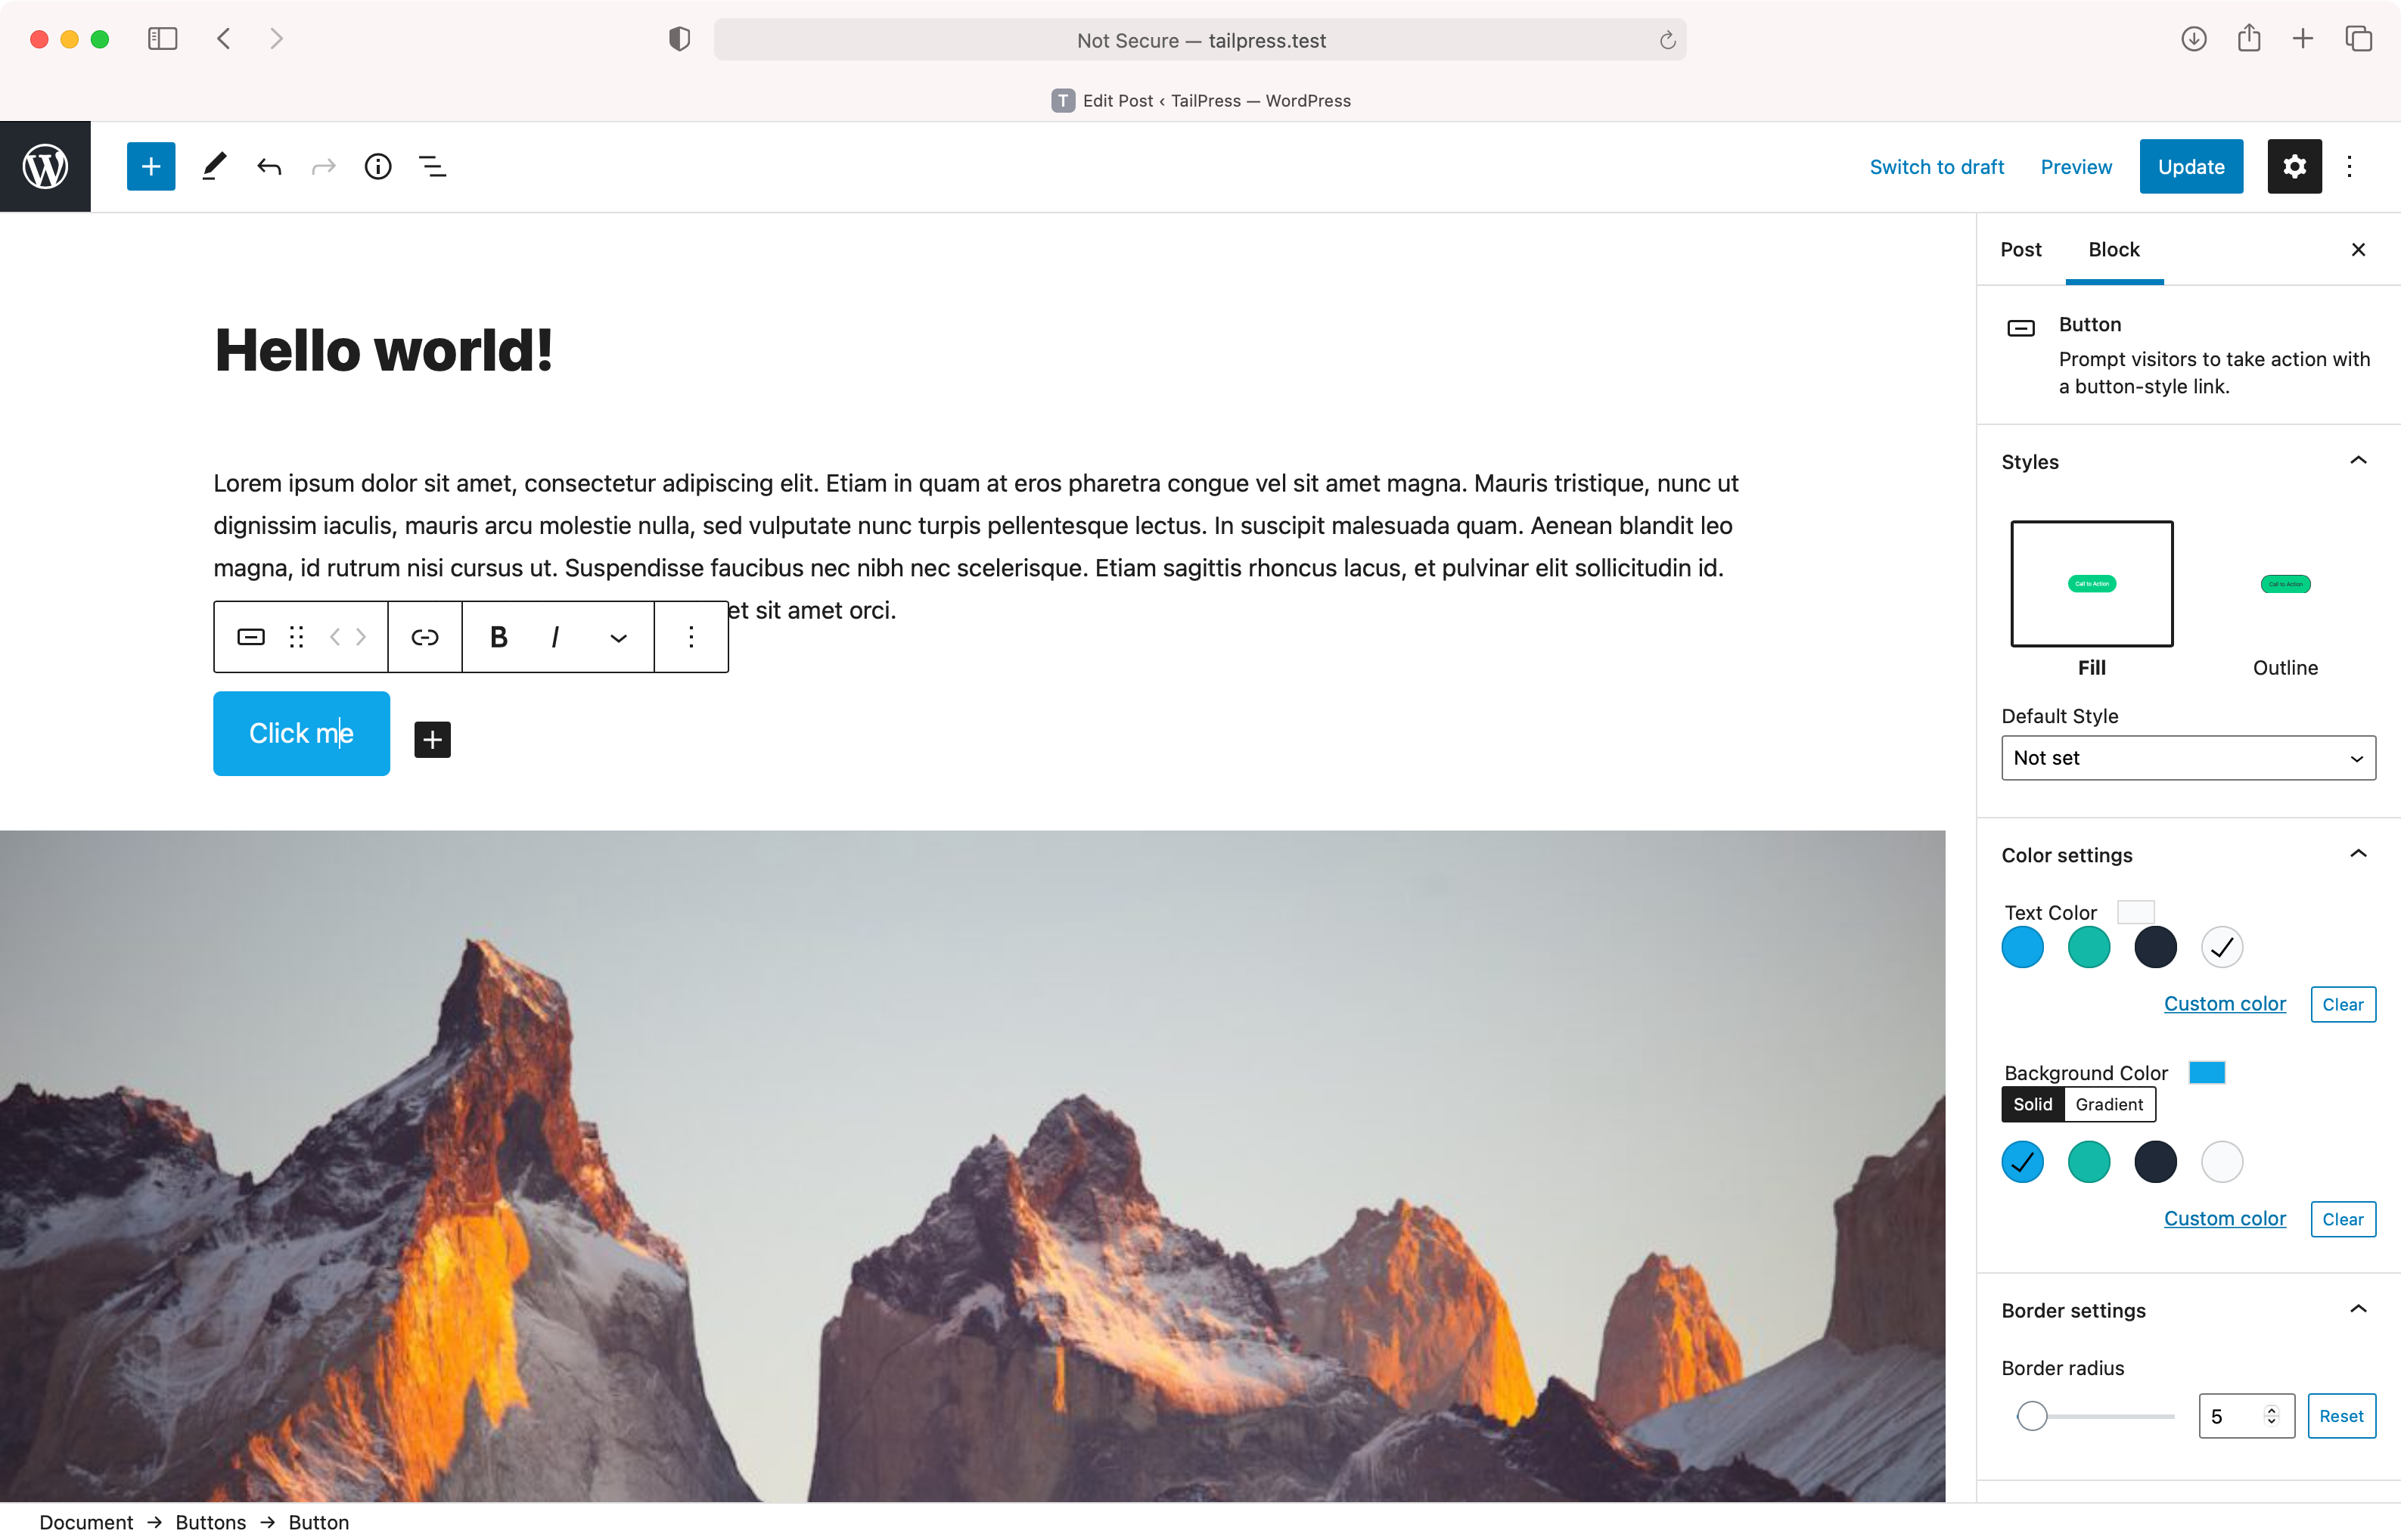 Not Secure — tailpress.test
T Edit Post ‹ TailPress — WordPress
Switch to draft Preview Update
Post Block
Button
Prompt visitors to take action with
a button-style link.
Hello world!
Lorem ipsum dolor sit amet, consectetur adipiscing elit. Etiam in quam at eros pharetra congue vel sit amet magna. Mauris tristique, nunc ut
dignissim iaculis, mauris arcu molestie nulla, sed vulputate nunc turpis pellentesque lectus. In suscipit malesuada quam. Aenean blandit leo
magna, id rutrum nisi cursus ut. Suspendisse faucibus nec nibh nec scelerisque. Etiam sagittis rhoncus lacus, et pulvinar elit sollicitudin id.
et sit amet orci.
B I
Click me
Styles
Call to Action Call to Action
Fill Outline
Default Style
Not set
Color settings
Text Color
Custom color Clear
Background Color
Solid Gradient
Custom color Clear
Border settings
Border radius
5 Reset
Document → Buttons → Button